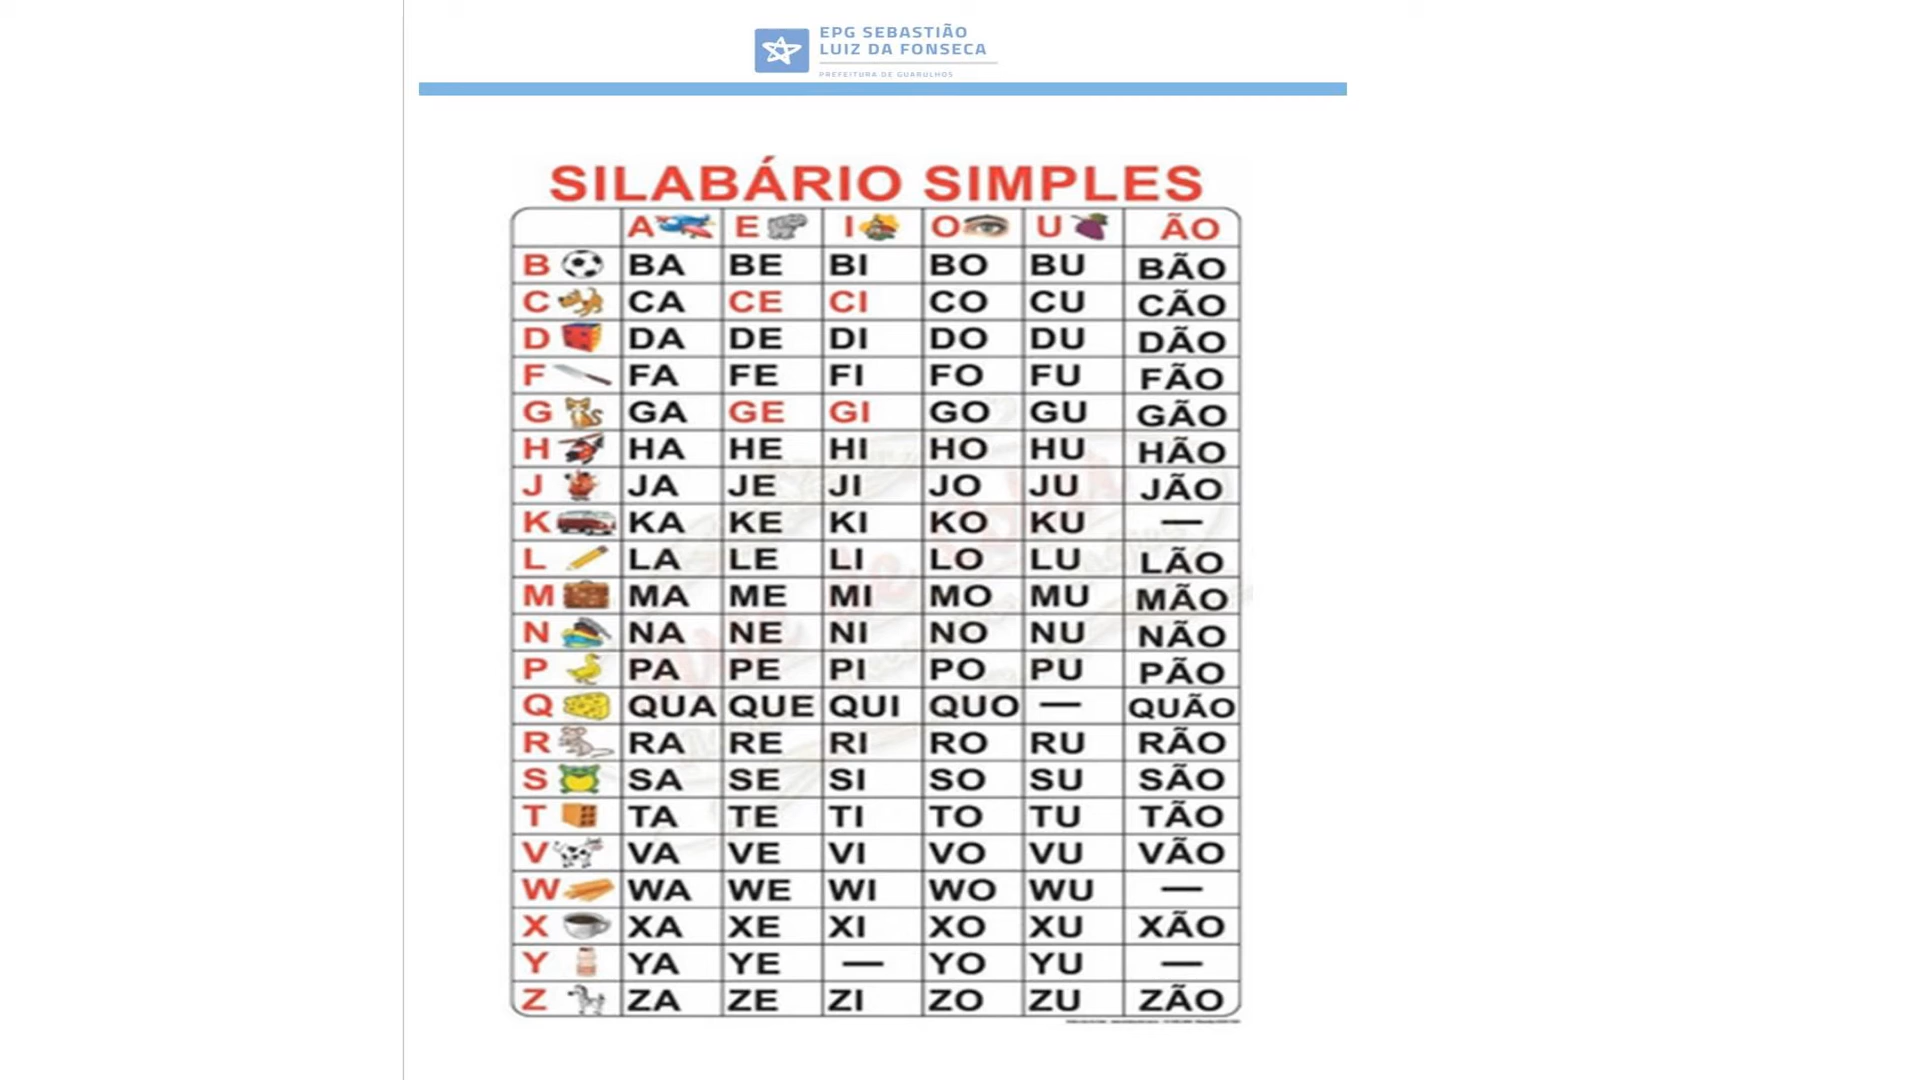 EPG SEBASTIÃO
LUIZ DA FONSECA
PREFEITURA DE GUARULHOS
SILABÁRIO SIMPLES
A E I O U ÃO
B BA BE BI BO BU BÃO
C CA CE CI CO CU CÃO
D DA DE DI DO DU DÃO
F FA FE FI FO FU FÃO
G GA GE GI GO GU GÃO
H HA HE HI HO HU HÃO
J JA JE JI JO JU JÃO
K KA KE KI KO KU —
L LA LE LI LO LU LÃO
M MA ME MI MO MU MÃO
N NA NE NI NO NU NÃO
P PA PE PI PO PU PÃO
Q QUA QUE QUI QUO — QUÃO
R RA RE RI RO RU RÃO
S SA SE SI SO SU SÃO
T TA TE TI TO TU TÃO
V VA VE VI VO VU VÃO
W WA WE WI WO WU —
X XA XE XI XO XU XÃO
Y YA YE — YO YU —
Z ZA ZE ZI ZO ZU ZÃO